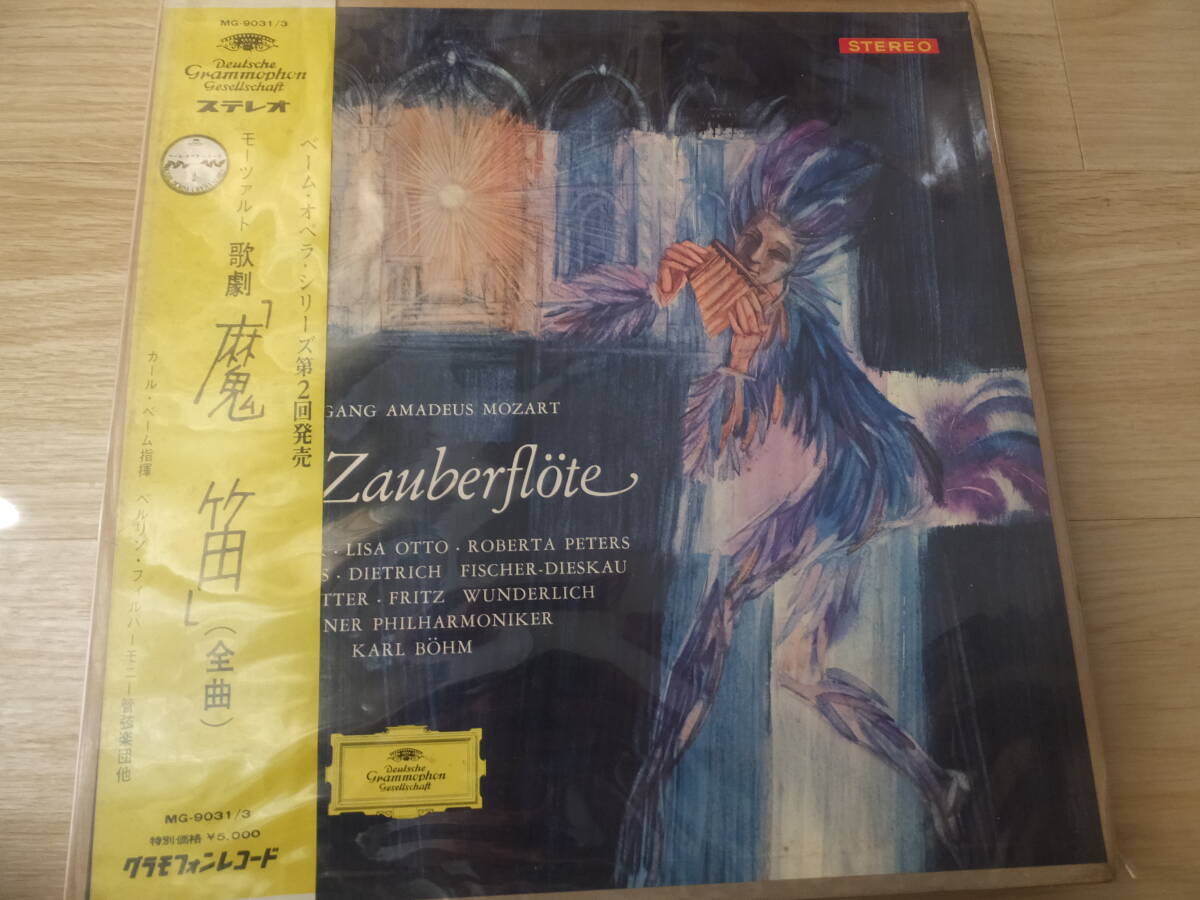 MG-9031/3
Deutsche
Grammophon
Gesellschaft
ステレオ
ベーム・オペラ・シリーズ第2回発売
モーツァルト 歌劇「魔笛」(全曲)
カール・ベーム指揮 ベルリン・フィルハーモニー管弦楽団他
MG-9031/3
特別価格 ¥5,000
グラモフォンレコード
STEREO
GANG AMADEUS MOZART
Zauberflöte
· LISA OTTO · ROBERTA PETERS
S · DIETRICH FISCHER-DIESKAU
TTER · FRITZ WUNDERLICH
NER PHILHARMONIKER
KARL BÖHM
Deutsche
Grammophon
Gesellschaft